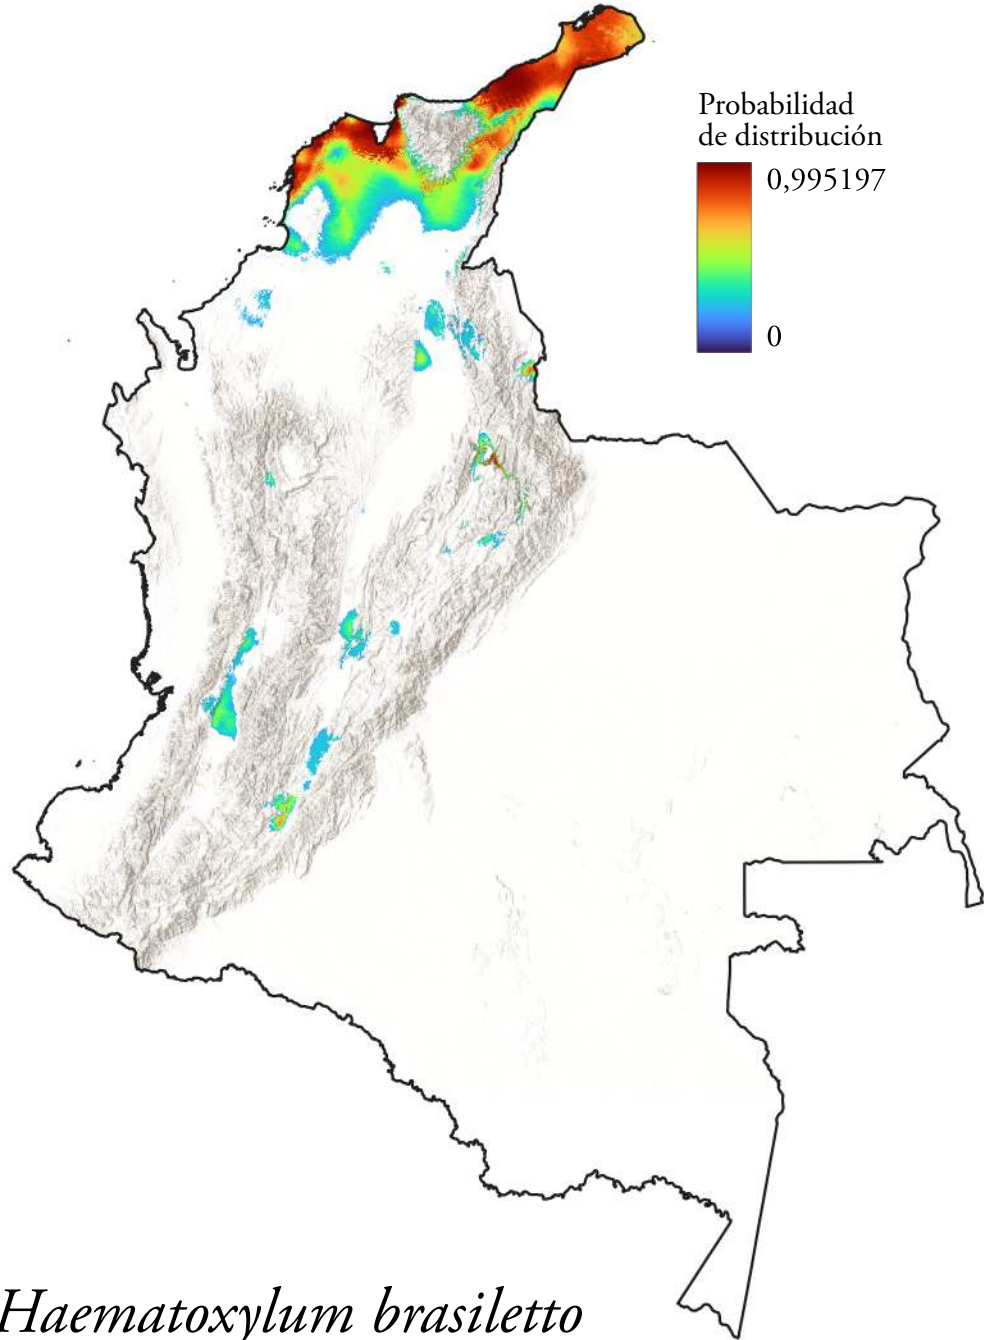 Probabilidad
de distribución
0,995197
0
Haematoxylum brasiletto